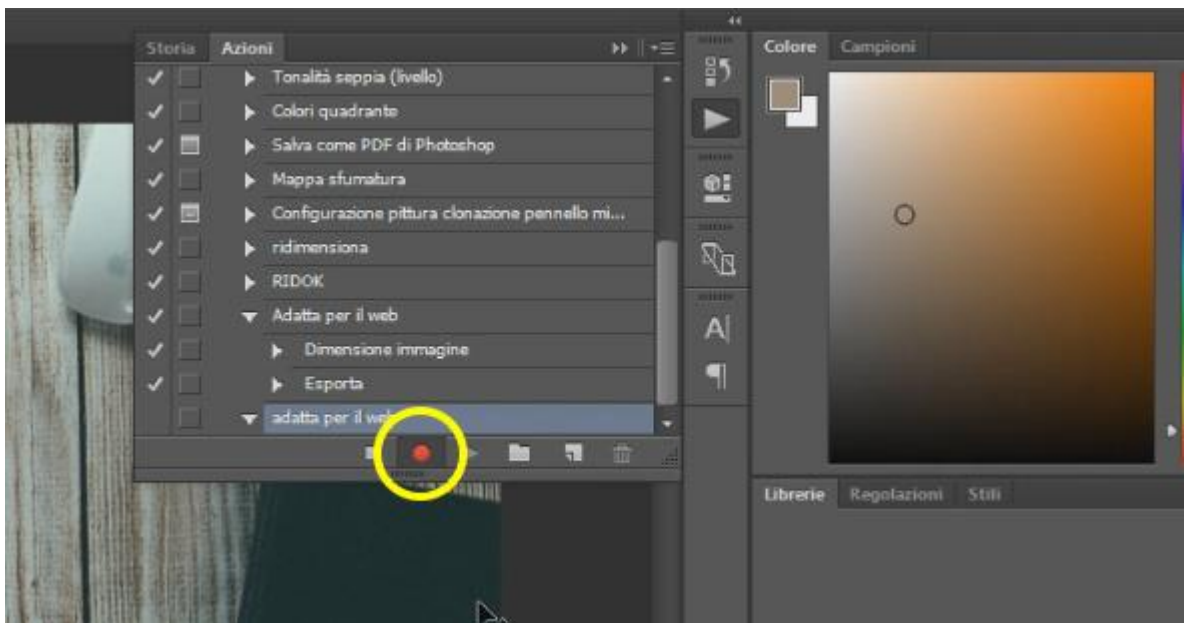 Storia Azioni
Colore Campioni
Tonalità seppia (livello)
Colori quadrante
Salva come PDF di Photoshop
Mappa sfumatura
Configurazione pittura clonazione pennello mi...
ridimensiona
RIDOK
Adatta per il web
Dimensione immagine
Esporta
adatta per il web
Librerie Regolazioni Stili